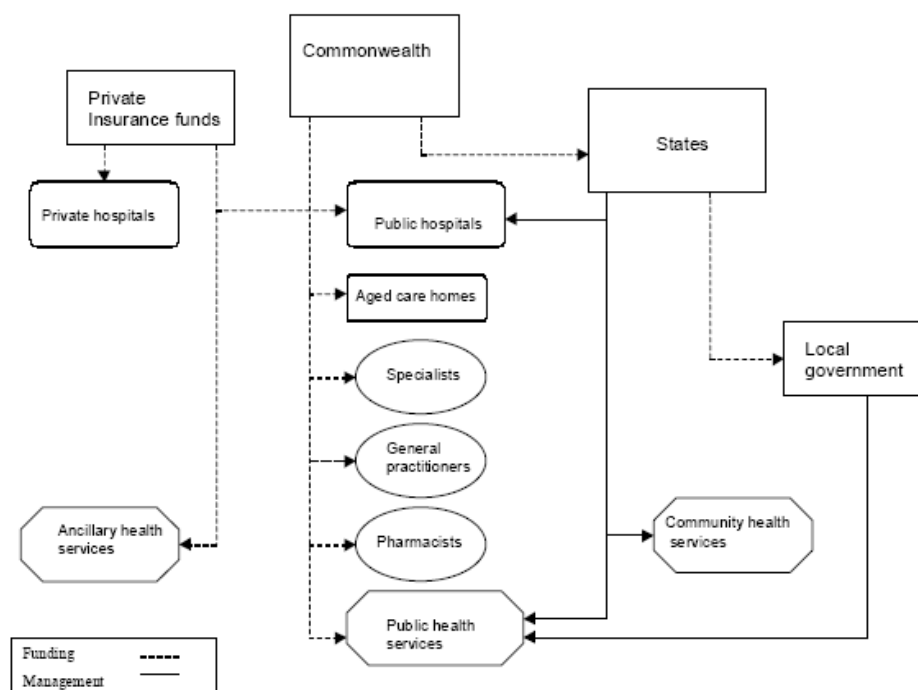 Commonwealth
Private
Insurance funds
States
Private hospitals
Public hospitals
Aged care homes
Local
government
Specialists
General
practitioners
Ancillary health
services
Pharmacists
Community health
services
Public health
services
Funding
Management